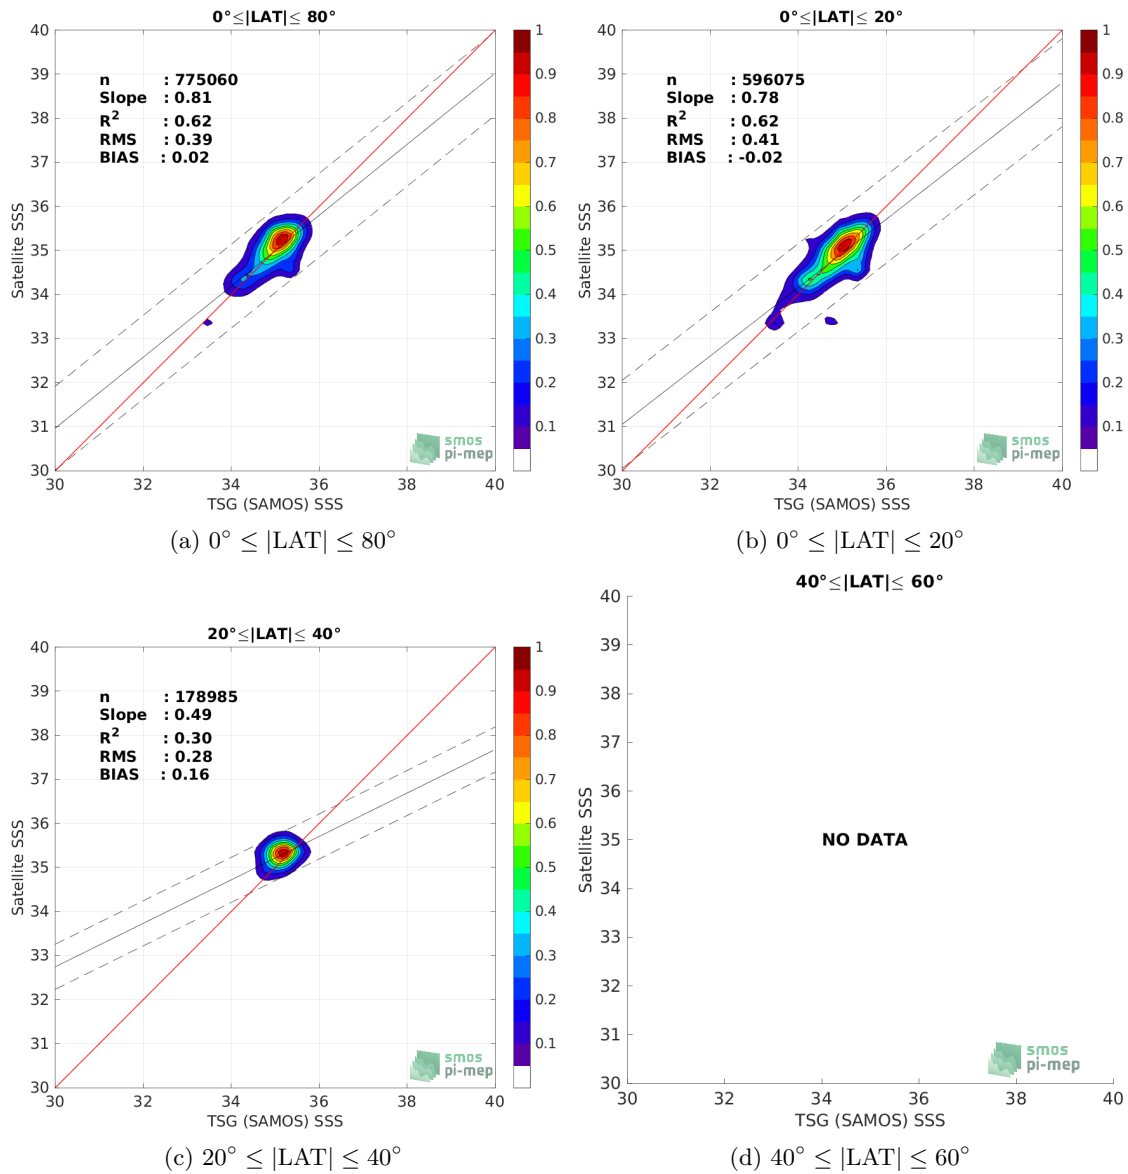 0°≤|LAT|≤ 80°
n : 775060
Slope : 0.81
R² : 0.62
RMS : 0.39
BIAS : 0.02
Satellite SSS
40
39
38
37
36
35
34
33
32
31
30
30 32 34 36 38 40
TSG (SAMOS) SSS
smos
pi-mep
1
0.9
0.8
0.7
0.6
0.5
0.4
0.3
0.2
0.1
(a) 0° ≤ |LAT| ≤ 80°
0°≤|LAT|≤ 20°
n : 596075
Slope : 0.78
R² : 0.62
RMS : 0.41
BIAS : -0.02
Satellite SSS
40
39
38
37
36
35
34
33
32
31
30
30 32 34 36 38 40
TSG (SAMOS) SSS
smos
pi-mep
1
0.9
0.8
0.7
0.6
0.5
0.4
0.3
0.2
0.1
(b) 0° ≤ |LAT| ≤ 20°
20°≤|LAT|≤ 40°
n : 178985
Slope : 0.49
R² : 0.30
RMS : 0.28
BIAS : 0.16
Satellite SSS
40
39
38
37
36
35
34
33
32
31
30
30 32 34 36 38 40
TSG (SAMOS) SSS
smos
pi-mep
1
0.9
0.8
0.7
0.6
0.5
0.4
0.3
0.2
0.1
(c) 20° ≤ |LAT| ≤ 40°
40°≤|LAT|≤ 60°
Satellite SSS
40
39
38
37
36
35
34
33
32
31
30
NO DATA
30 32 34 36 38 40
TSG (SAMOS) SSS
smos
pi-mep
(d) 40° ≤ |LAT| ≤ 60°